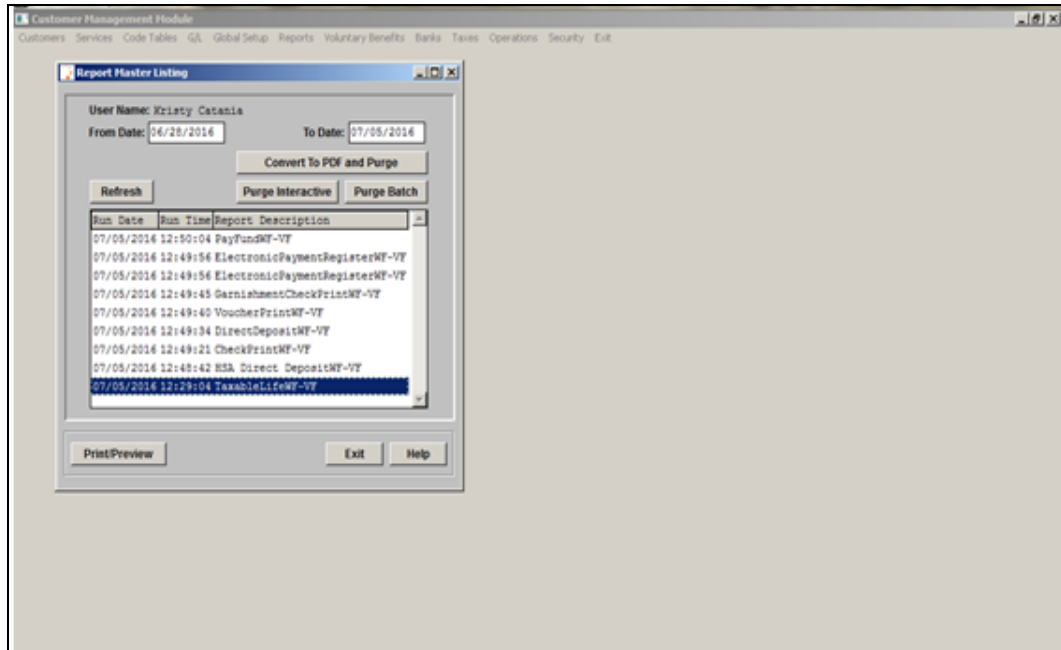 Customer Management Module
Customers Services Code Tables G/L Global Setup Reports Voluntary Benefits Banks Taxes Operations Security Exit
Report Master Listing
User Name: Kristy Catania
From Date: 06/28/2016 To Date: 07/05/2016
Convert To PDF and Purge
Refresh Purge Interactive Purge Batch
Run Date Run Time Report Description
07/05/2016 12:50:04 PayFundWF-VF
07/05/2016 12:49:56 ElectronicPaymentRegisterWF-VF
07/05/2016 12:49:56 ElectronicPaymentRegisterWF-VF
07/05/2016 12:49:45 GarnishmentCheckPrintWF-VF
07/05/2016 12:49:40 VoucherPrintWF-VF
07/05/2016 12:49:34 DirectDepositWF-VF
07/05/2016 12:49:21 CheckPrintWF-VF
07/05/2016 12:48:42 HSA Direct DepositWF-VF
07/05/2016 12:29:04 TaxableLifeWF-VF
Print/Preview Exit Help